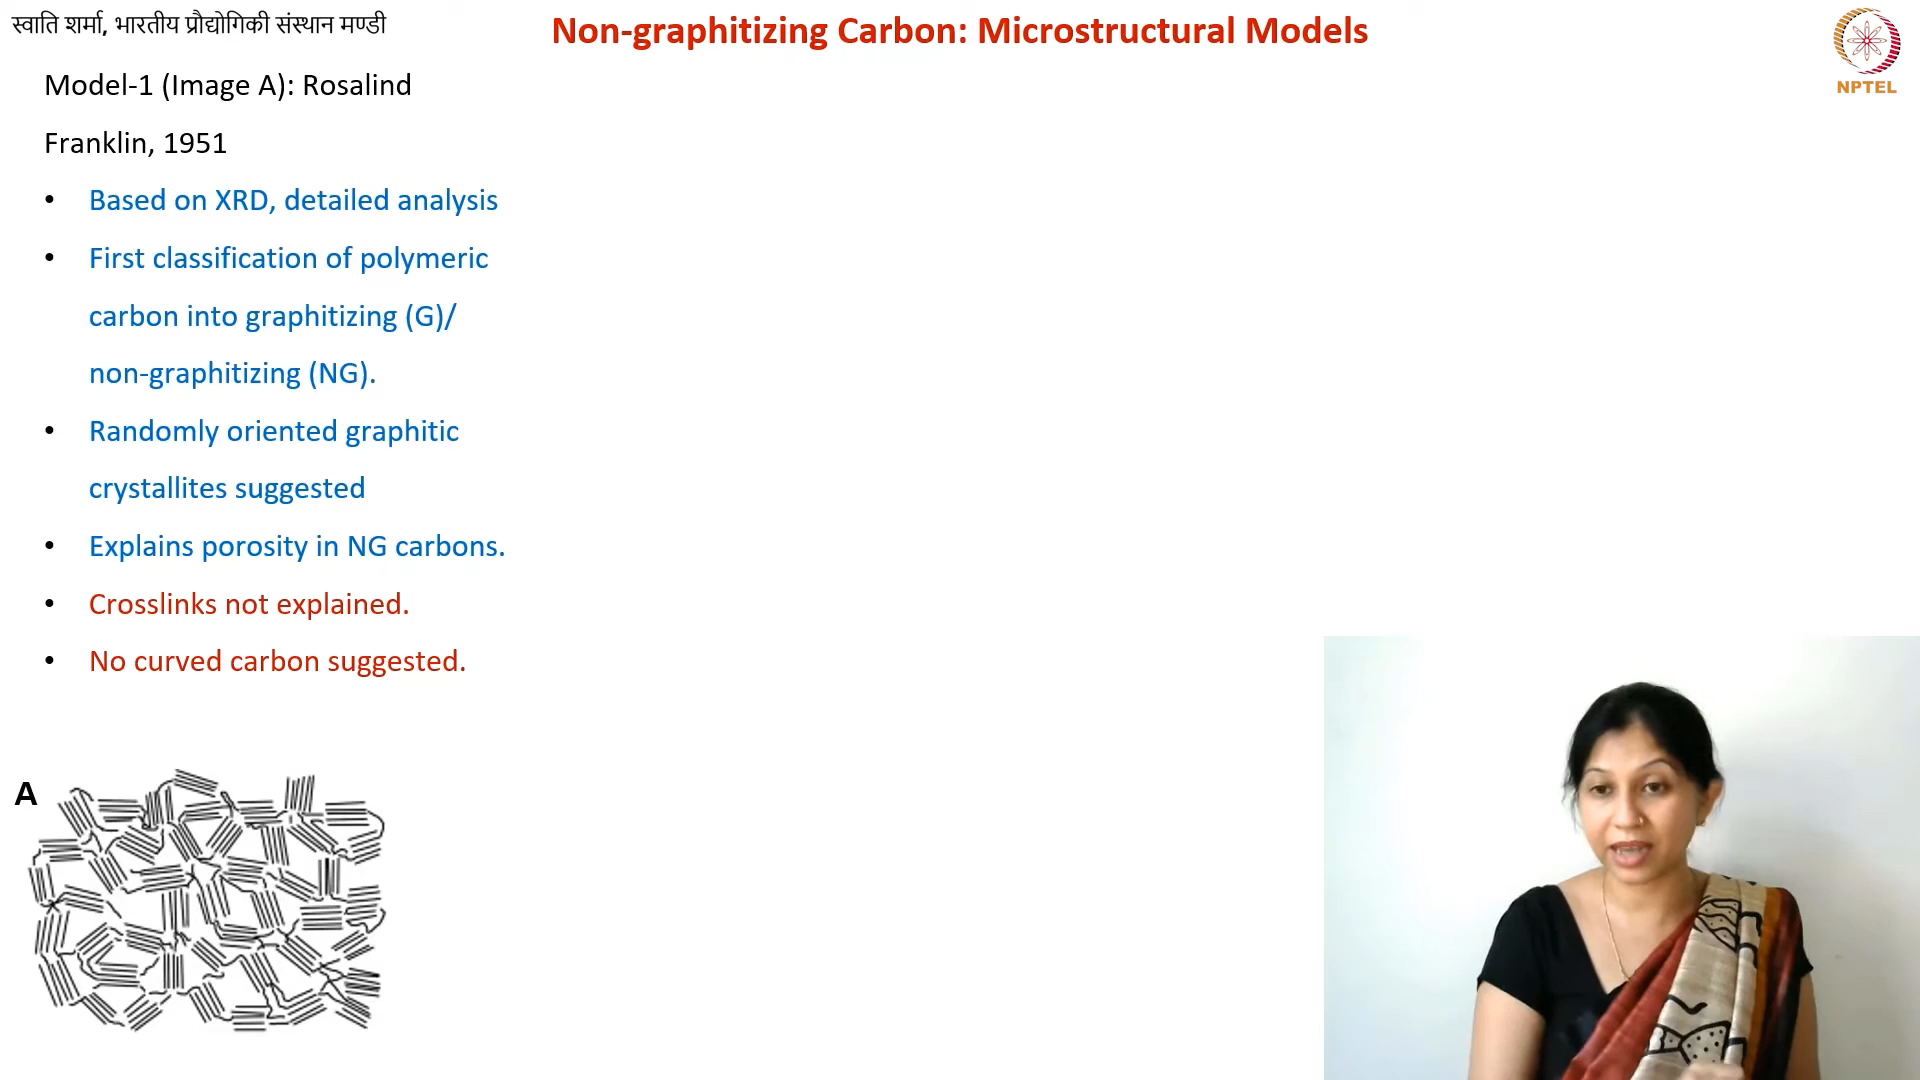 स्वाति शर्मा, भारतीय प्रौद्योगिकी संस्थान मण्डी
Non-graphitizing Carbon: Microstructural Models
NPTEL
Model-1 (Image A): Rosalind
Franklin, 1951
• Based on XRD, detailed analysis
• First classification of polymeric
carbon into graphitizing (G)/
non-graphitizing (NG).
• Randomly oriented graphitic
crystallites suggested
• Explains porosity in NG carbons.
• Crosslinks not explained.
• No curved carbon suggested.
A